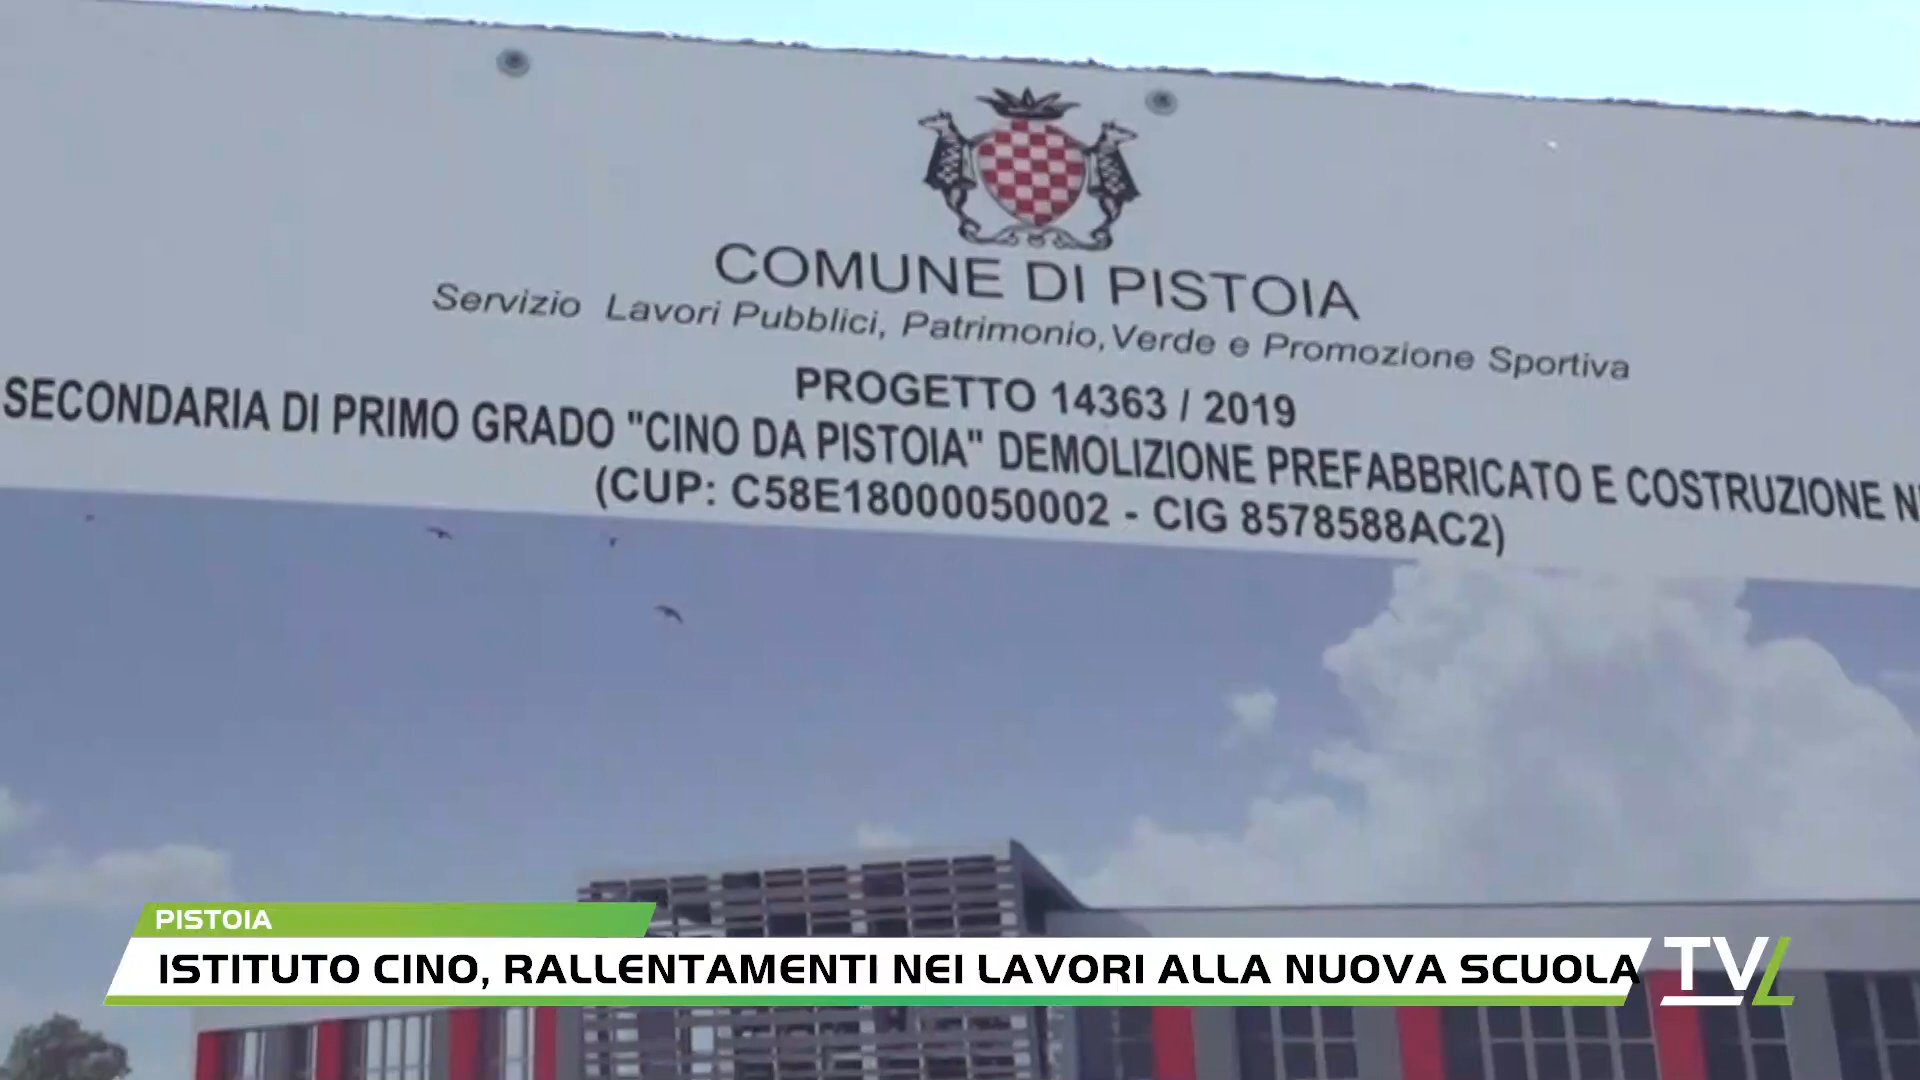 COMUNE DI PISTOIA
Servizio Lavori Pubblici, Patrimonio, Verde e Promozione Sportiva
PROGETTO 14363 / 2019
SECONDARIA DI PRIMO GRADO "CINO DA PISTOIA" DEMOLIZIONE PREFABBRICATO E COSTRUZIONE
(CUP: C58E18000050002 - CIG 8578588AC2)
PISTOIA
ISTITUTO CINO, RALLENTAMENTI NEI LAVORI ALLA NUOVA SCUOLA
TVL